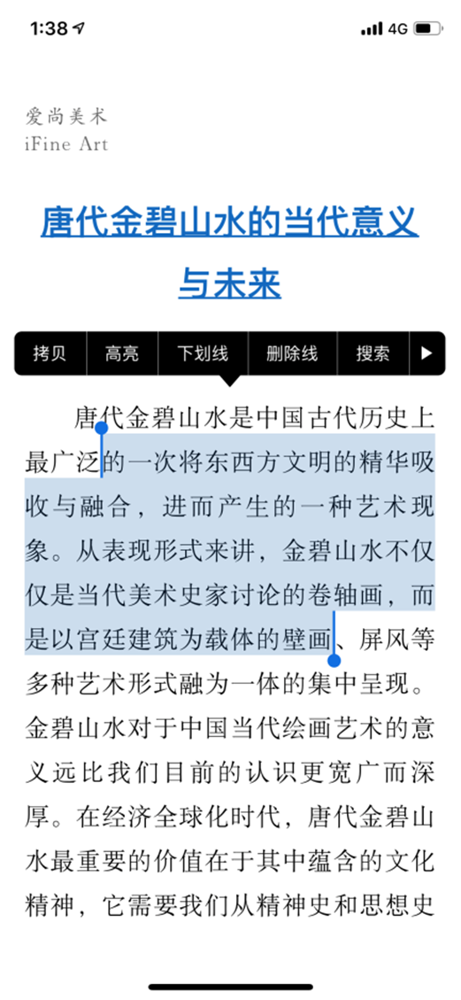 1:38
4G
爱尚美术
iFine Art
唐代金碧山水的当代意义
与未来
拷贝 高亮 下划线 删除线 搜索
唐代金碧山水是中国古代历史上
最广泛的一次将东西方文明的精华吸
收与融合，进而产生的一种艺术现
象。从表现形式来讲，金碧山水不仅
仅是当代美术史家讨论的卷轴画，而
是以宫廷建筑为载体的壁画、屏风等
多种艺术形式融为一体的集中呈现。
金碧山水对于中国当代绘画艺术的意
义远比我们目前的认识更宽广而深
厚。在经济全球化时代，唐代金碧山
水最重要的价值在于其中蕴含的文化
精神，它需要我们从精神史和思想史